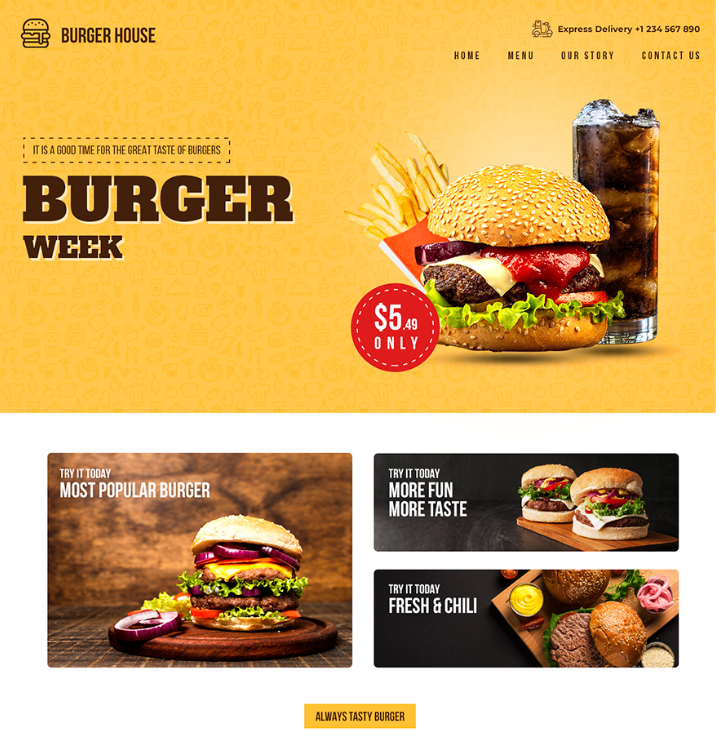 BURGER HOUSE
Express Delivery +1 234 567 890
HOME MENU OUR STORY CONTACT US
IT IS A GOOD TIME FOR THE GREAT TASTE OF BURGERS
BURGER
WEEK
$5.49
ONLY
TRY IT TODAY
MOST POPULAR BURGER
TRY IT TODAY
MORE FUN
MORE TASTE
TRY IT TODAY
FRESH & CHILI
ALWAYS TASTY BURGER